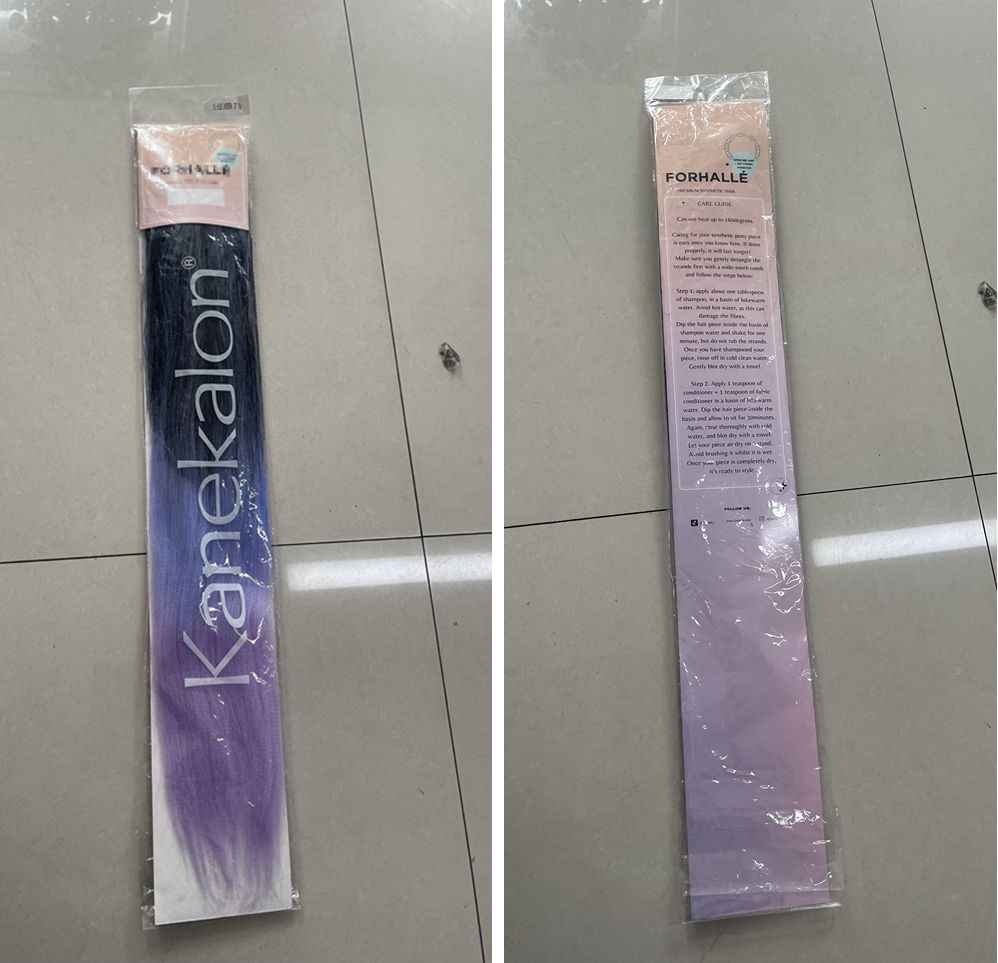 FORHALLÉ
Kanekalon®
FORHALLÉ
PREMIUM SYNTHETIC HAIR
CARE GUIDE
Can use heat up to
Caring for your synthetic pony piece
is easy once you know how. If done
properly, it will last longer!
Make sure you gently detangle the
strands first with a wide-tooth comb
and follow the steps below:
Step 1: apply about one tablespoon
of shampoo, in a basin of lukewarm
water. Avoid hot water, as this can
damage the fibres.
Dip the hair piece inside the basin of
shampoo water and shake for one
minute, but do not rub the strands.
Once you have shampooed your
piece, rinse off in cold clean water.
Gently blot dry with a towel.
Step 2: Apply 1 teaspoon of
conditioner + 1 teaspoon of fabric
conditioner in a basin of lukewarm
water. Dip the hair piece inside the
basin and allow to sit for 30minutes.
Again, rinse thoroughly with cold
water, and blot dry with a towel.
Let your piece air dry on a stand.
Avoid brushing it whilst it is wet.
Once your piece is completely dry,
it's ready to style
FOLLOW US: